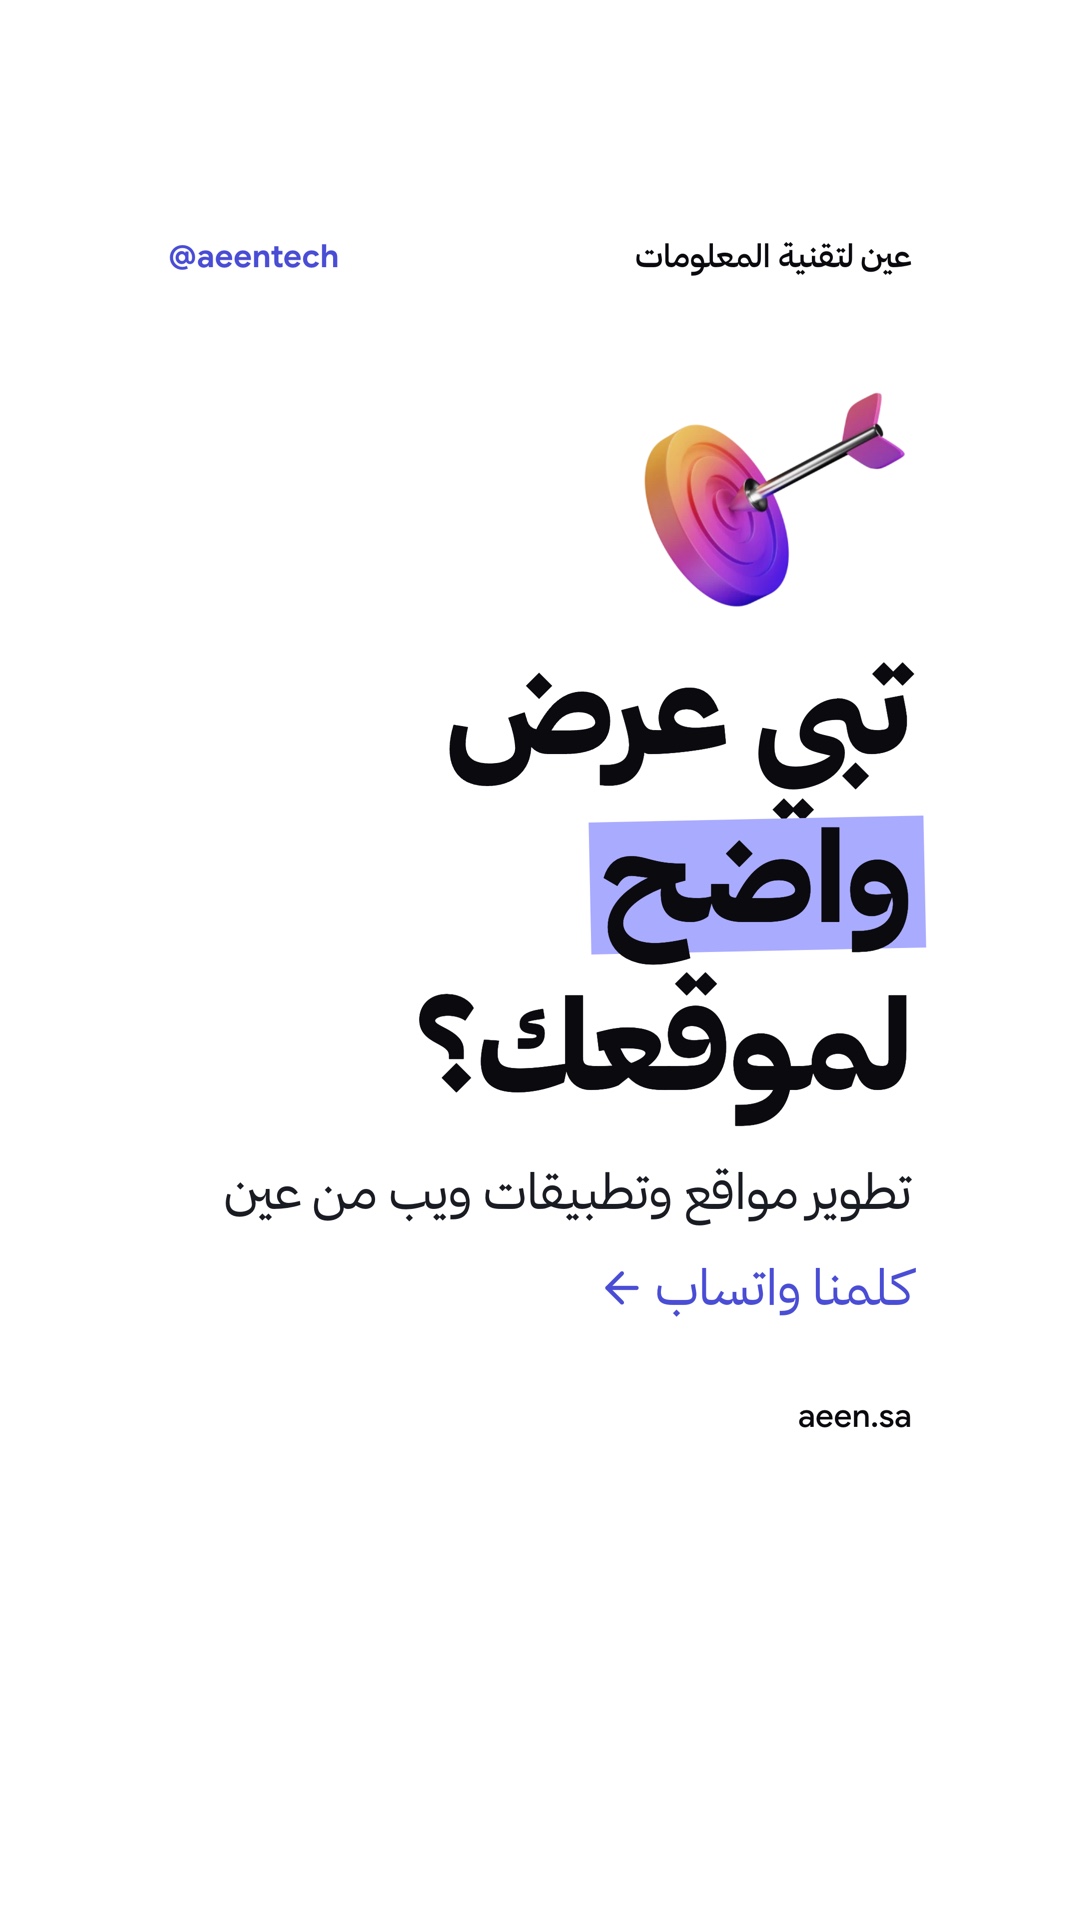 عين لتقنية المعلومات
@aeentech
تبي عرض
واضح
لموقعك؟
تطوير مواقع وتطبيقات ويب من عين
كلمنا واتساب ←
aeen.sa